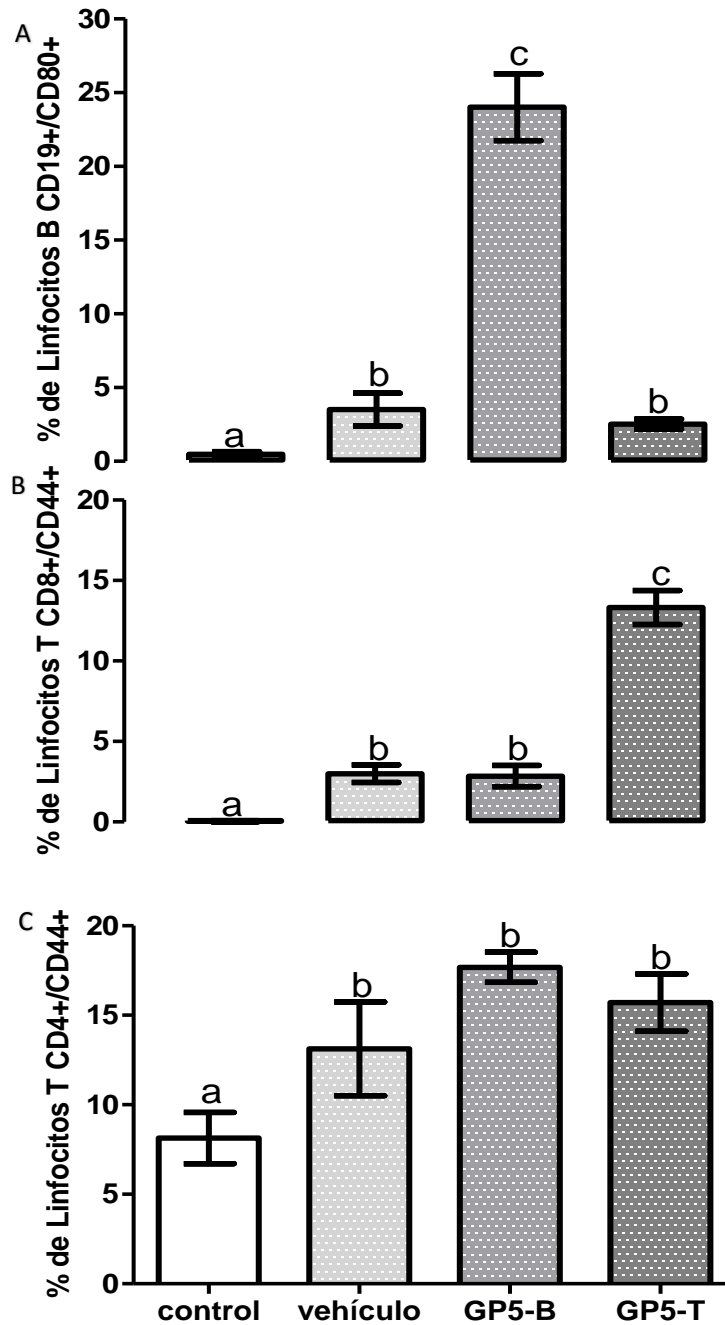 A
% de Linfocitos B CD19+/CD80+
30
25
20
15
10
5
0
a
b
c
b
B
% de Linfocitos T CD8+/CD44+
20
15
10
5
0
a
b
b
c
C
% de Linfocitos T CD4+/CD44+
20
15
10
5
0
a
b
b
b
control vehículo GP5-B GP5-T